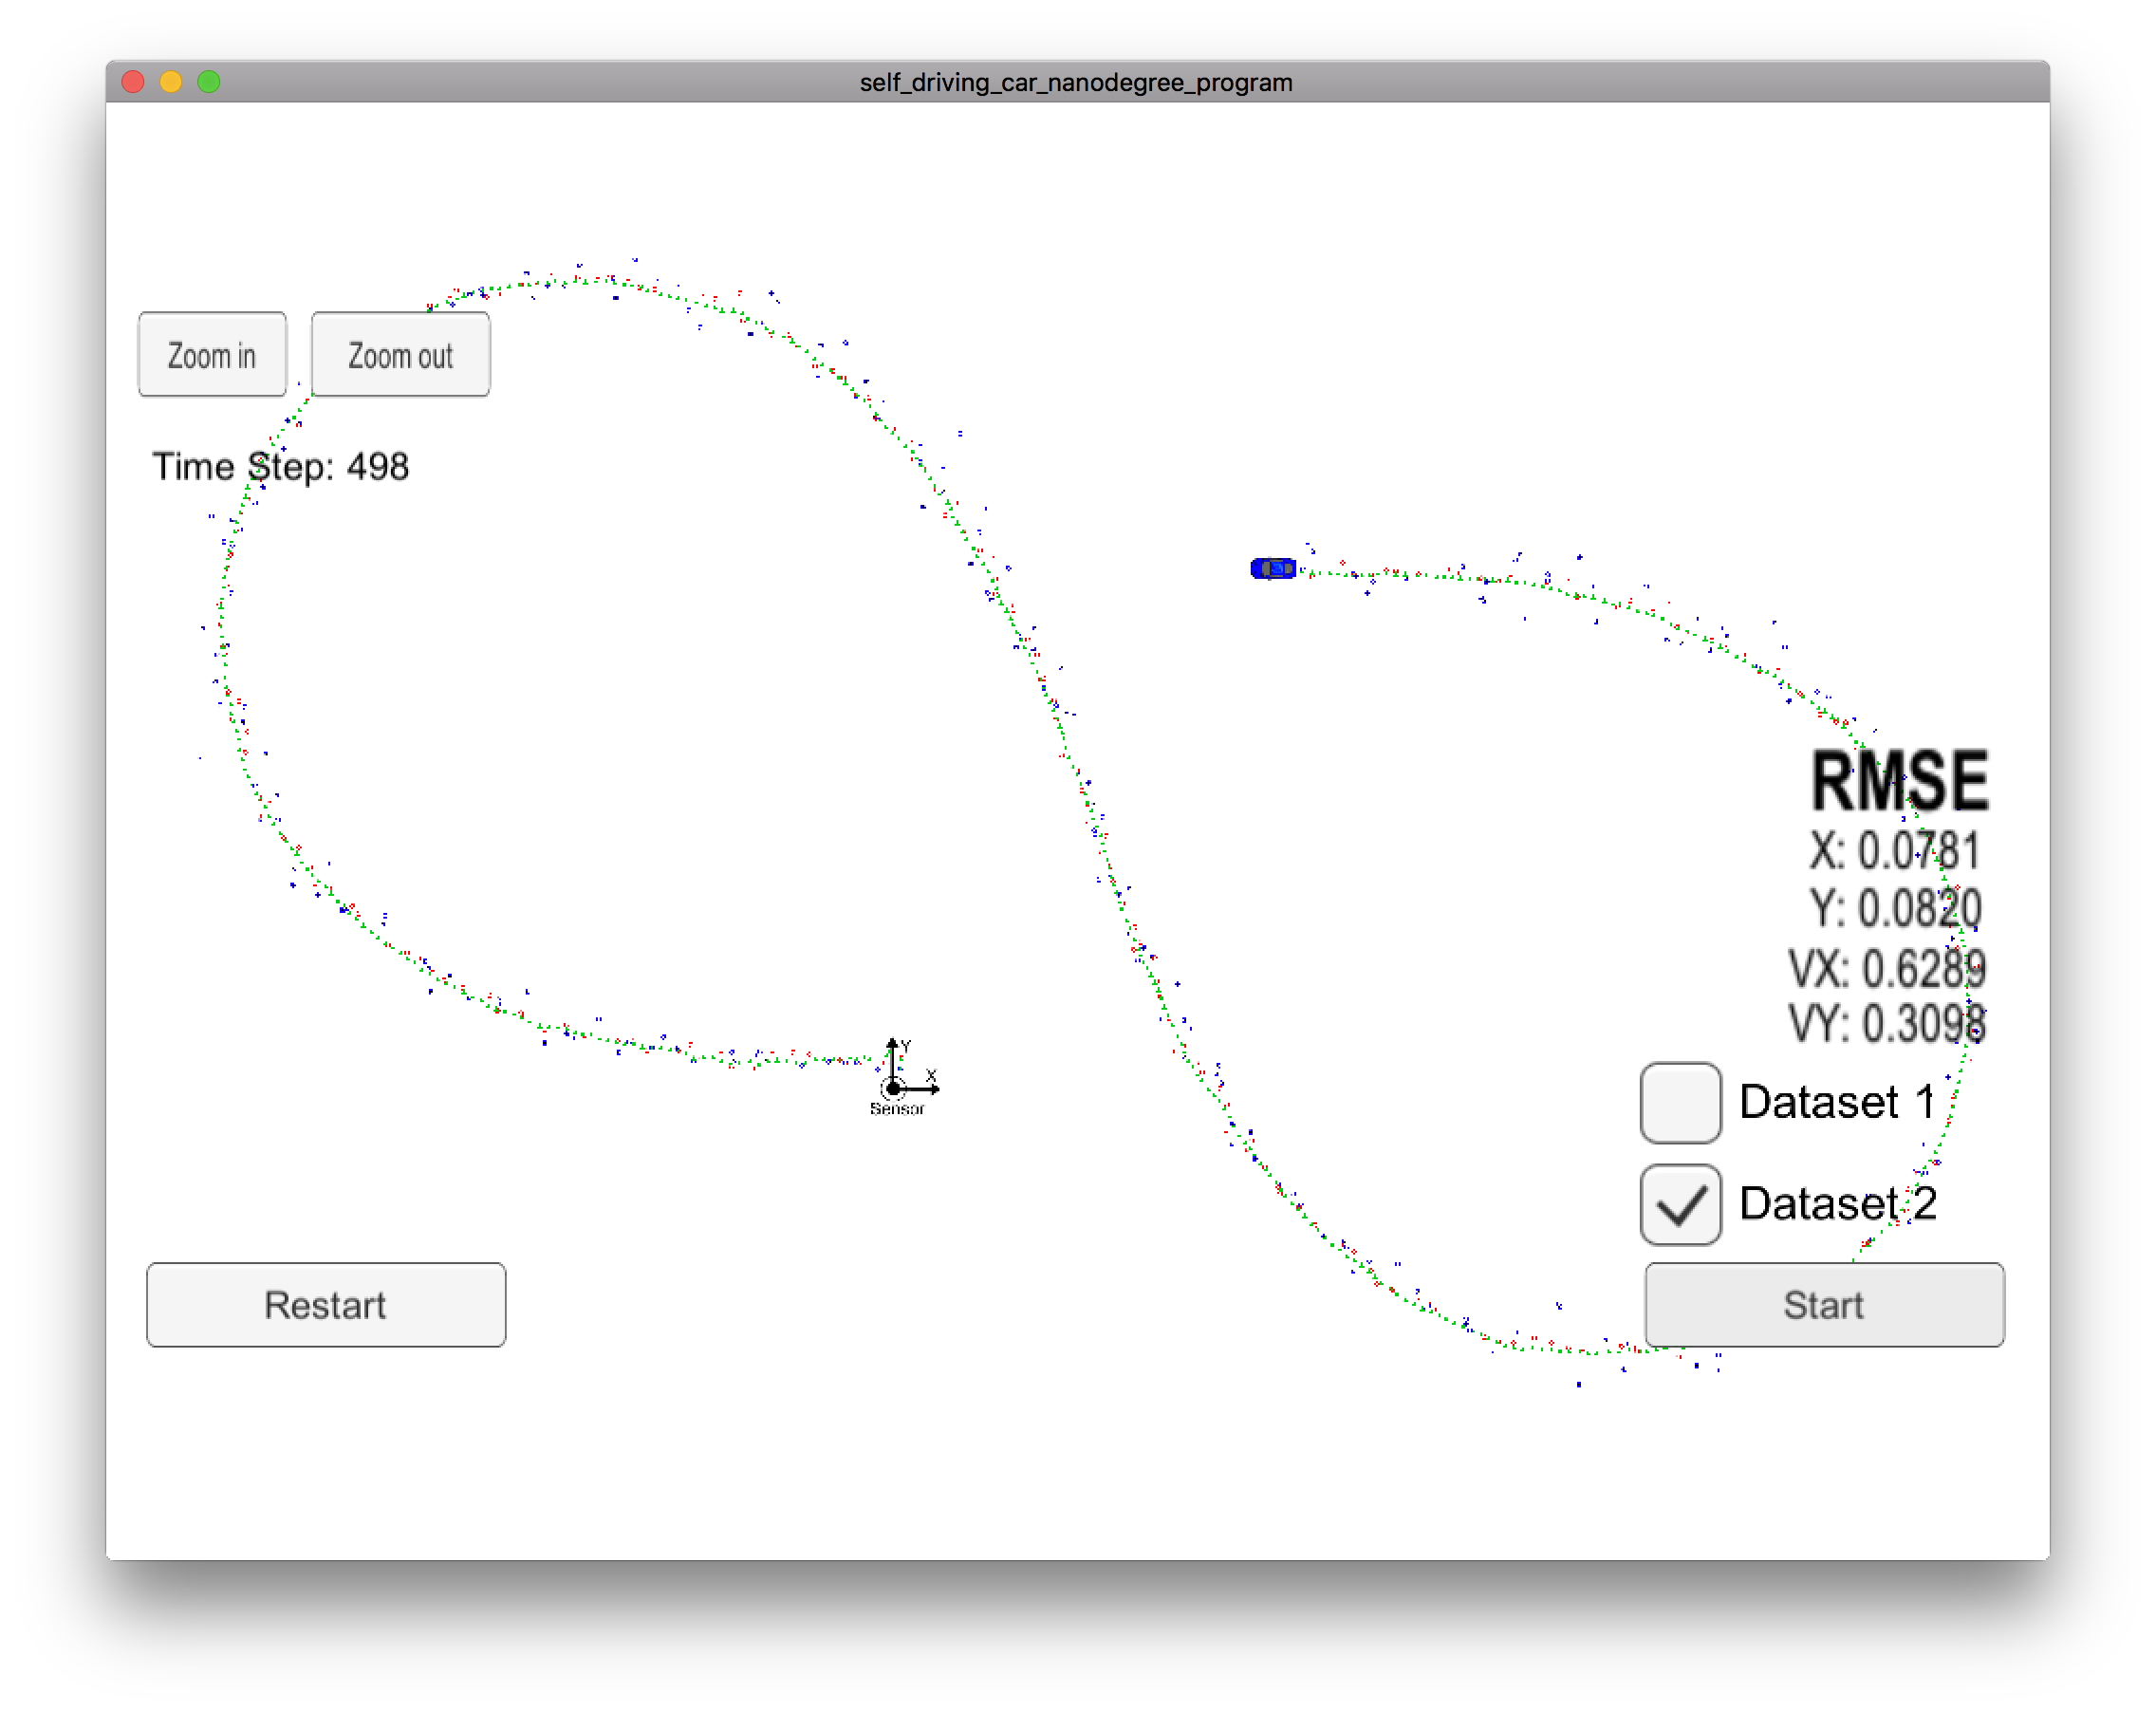 self_driving_car_nanodegree_program
Zoom in
Zoom out
Time Step: 498
RMSE
X: 0.0781
Y: 0.0820
VX: 0.6289
VY: 0.3098
Y
X
Sensor
Dataset 1
Dataset 2
Restart
Start